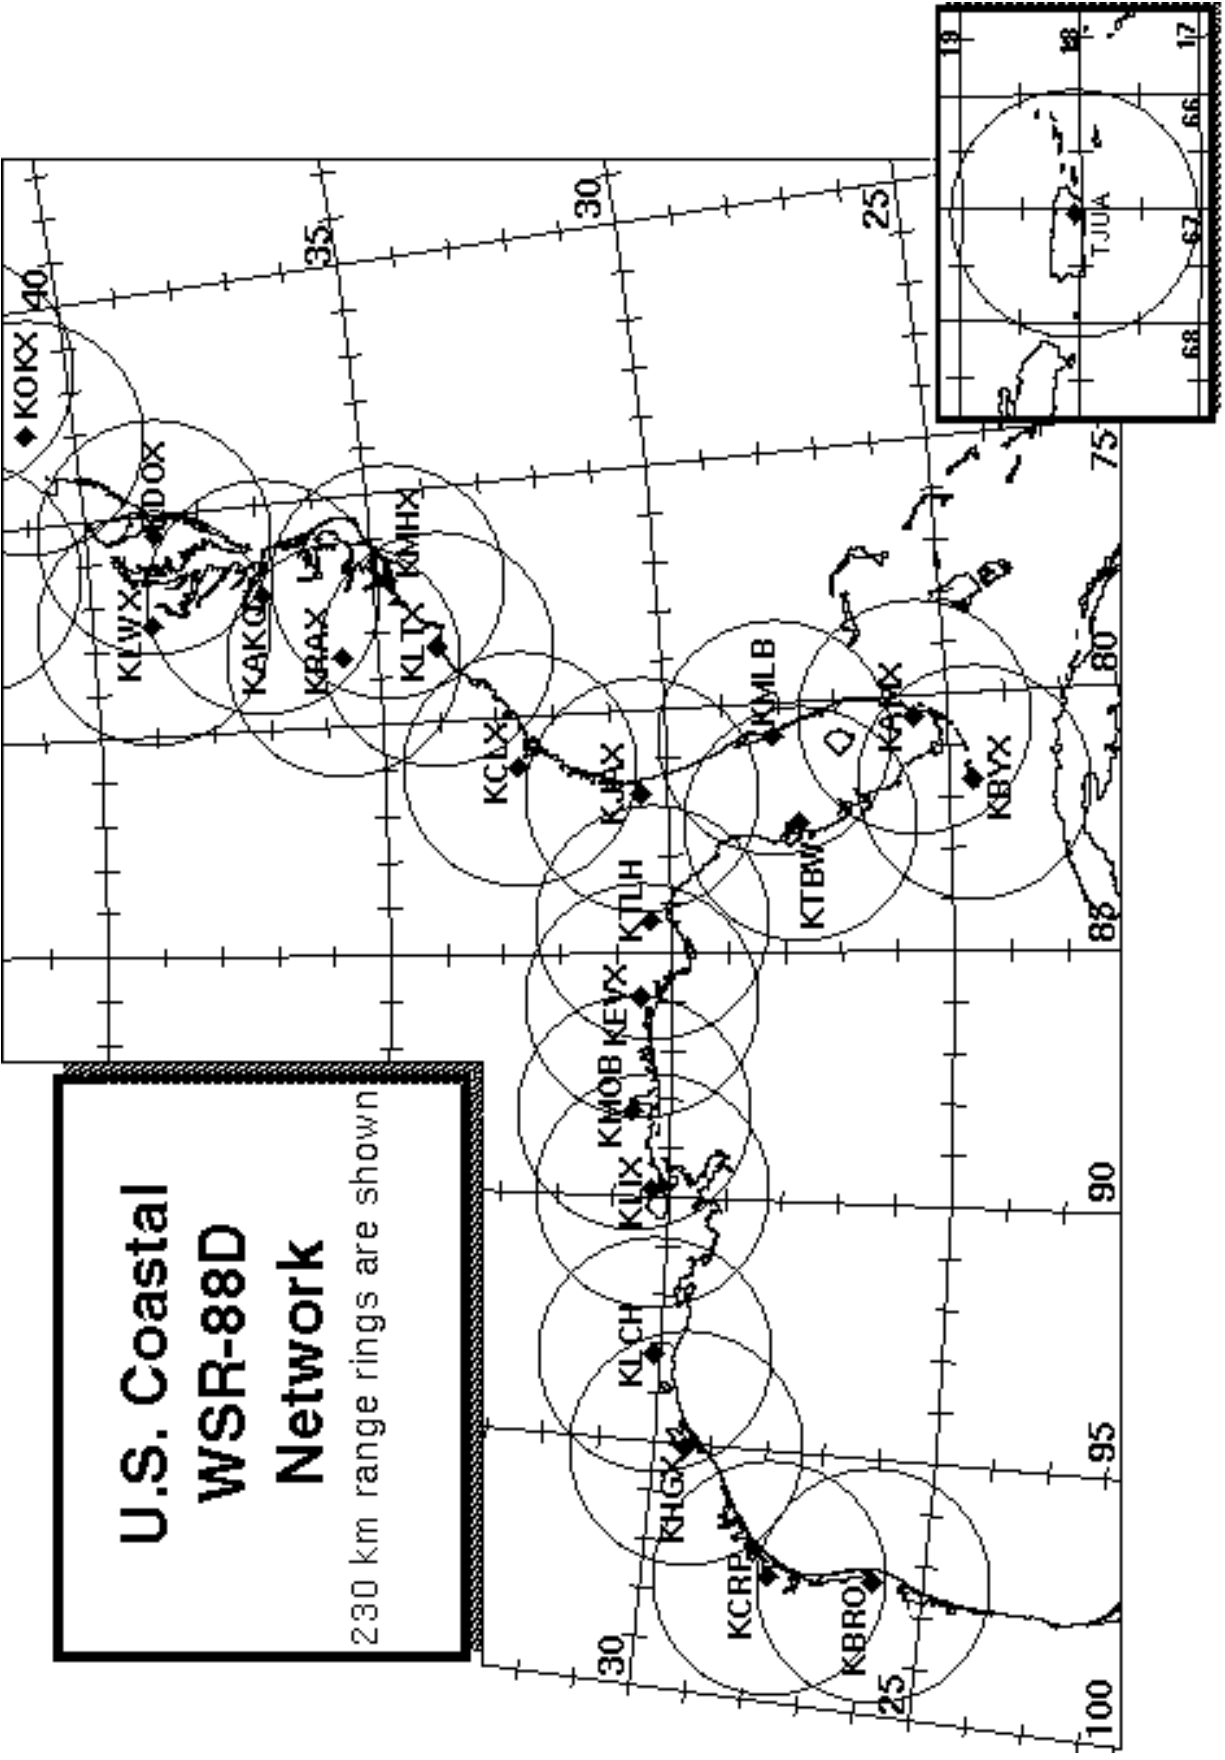 U.S. Coastal
WSR-88D
Network
230 km range rings are shown
40
35
30
25
KOKX
DOX
KLWX
KAKQ
KRAX
KMHX
KLTX
KCLX
KJAX
KMLB
KAMX
KBYX
KTBW
KTLH
KEVX
KMOB
KLIX
KLCH
KHGX
KCRP
KBRO
30
25
100
95
90
85
80
75
19
18
17
66
67
68
TJUA